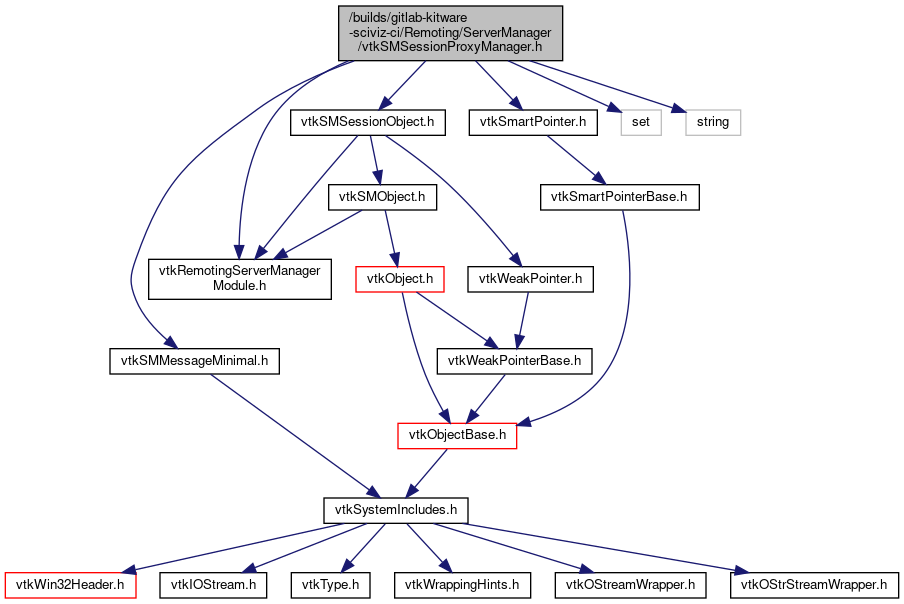 /builds/gitlab-kitware
-sciviz-ci/Remoting/ServerManager
/vtkSMSessionProxyManager.h
vtkSMSessionObject.h
vtkSmartPointer.h
set
string
vtkSMObject.h
vtkSmartPointerBase.h
vtkRemotingServerManager
Module.h
vtkObject.h
vtkWeakPointer.h
vtkSMMessageMinimal.h
vtkWeakPointerBase.h
vtkObjectBase.h
vtkSystemIncludes.h
vtkWin32Header.h
vtkIOStream.h
vtkType.h
vtkWrappingHints.h
vtkOStreamWrapper.h
vtkOStrStreamWrapper.h